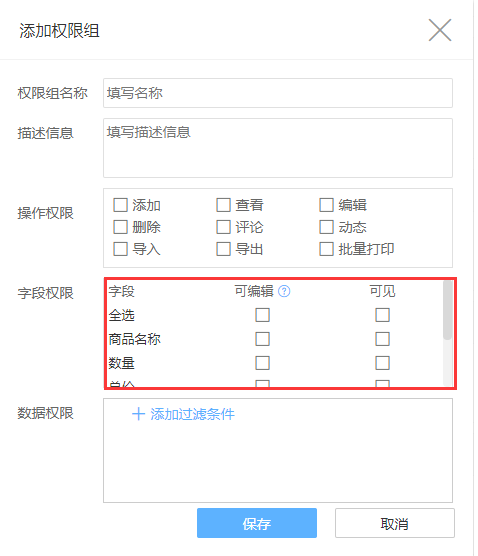 添加权限组
权限组名称 填写名称
描述信息 填写描述信息
操作权限
添加 查看 编辑
删除 评论 动态
导入 导出 批量打印
字段权限
字段 可编辑 ? 可见
全选
商品名称
数量
总价
数据权限
+ 添加过滤条件
保存 取消